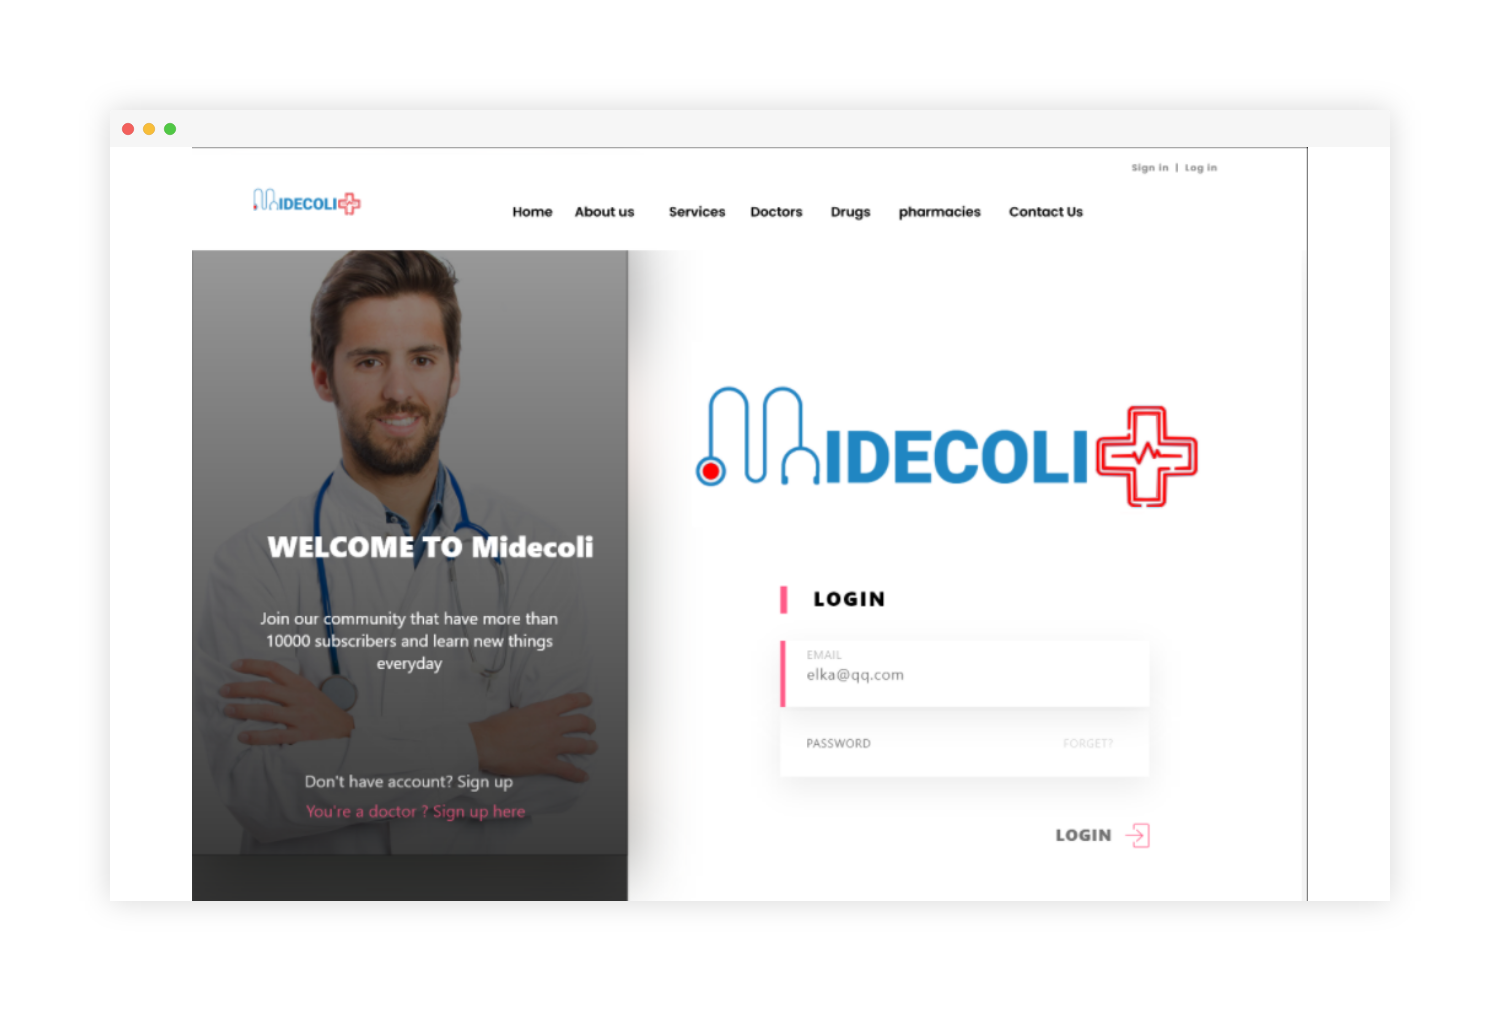 Sign in | Log in
MIDECOLI
Home About us Services Doctors Drugs pharmacies Contact Us
MIDECOLI
WELCOME TO Midecoli
Join our community that have more than
10000 subscribers and learn new things
everyday
Don't have account? Sign up
You're a doctor ? Sign up here
LOGIN
EMAIL
elka@qq.com
PASSWORD FORGET?
LOGIN